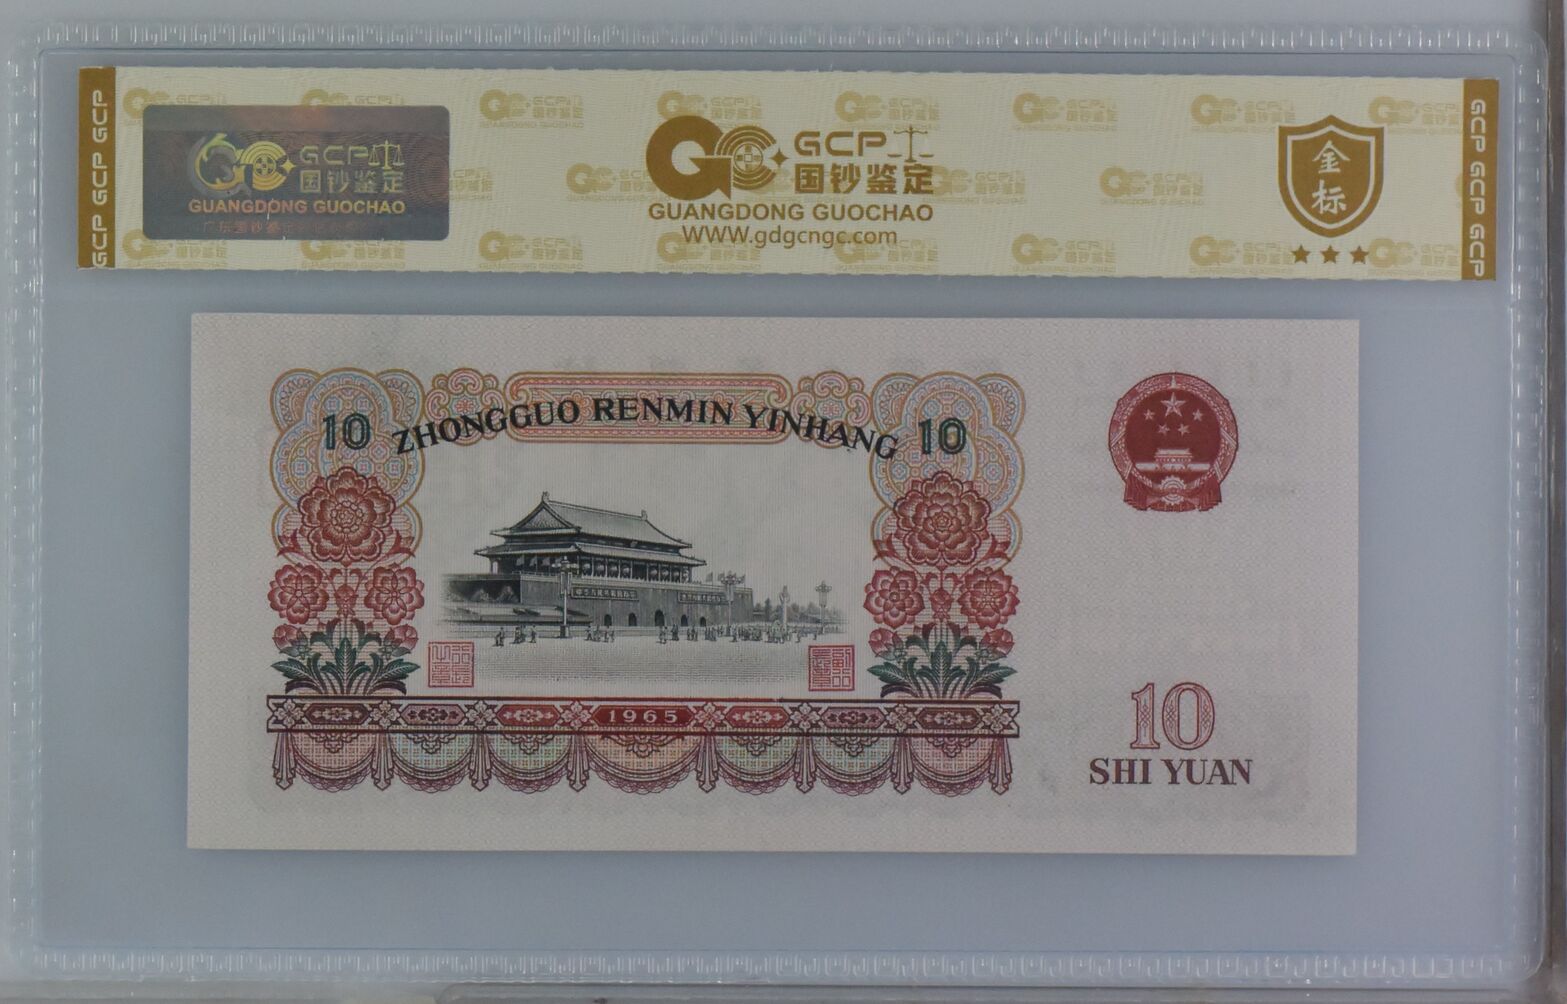 GCP GCP GCP
GCP 国钞鉴定
GUANGDONG GUOCHAO
GCP
国钞鉴定
GUANGDONG GUOCHAO
WWW.gdgcngc.com
金标
GCP GCP GCP
10 ZHONGGUO RENMIN YINHANG 10
1965
10
SHI YUAN